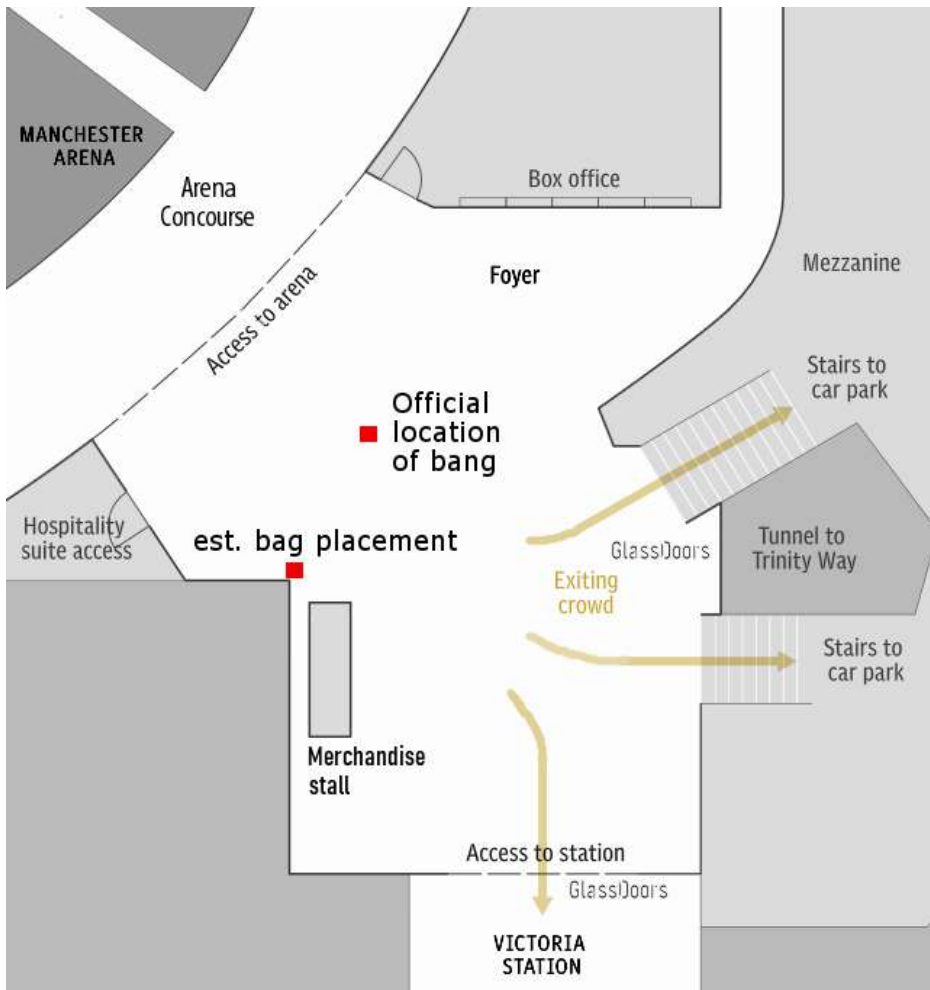 MANCHESTER
ARENA
Arena
Concourse
Box office
Access to arena
Foyer
Mezzanine
Stairs to
car park
Official
location
of bang
Hospitality
suite access
est. bag placement
GlassDoors
Tunnel to
Trinity Way
Exiting
crowd
Stairs to
car park
Merchandise
stall
Access to station
GlassDoors
VICTORIA
STATION